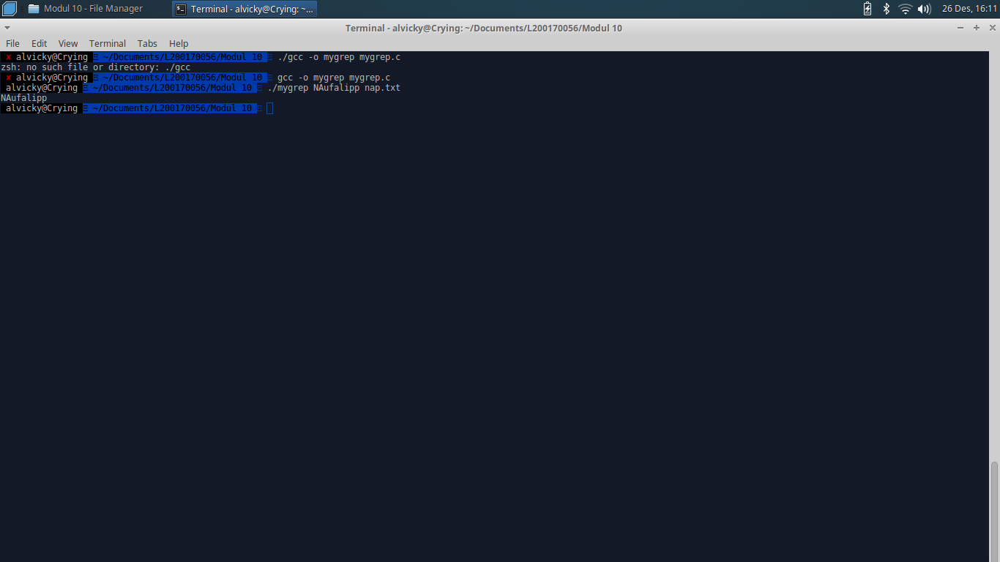 Modul 10 - File Manager
Terminal - alvicky@Crying: ~...
26 Des, 16:11
Terminal - alvicky@Crying: ~/Documents/L200170056/Modul 10
File Edit View Terminal Tabs Help
✘ alvicky@Crying ~/Documents/L200170056/Modul 10 ./gcc -o mygrep mygrep.c
zsh: no such file or directory: ./gcc
✘ alvicky@Crying ~/Documents/L200170056/Modul 10 gcc -o mygrep mygrep.c
alvicky@Crying ~/Documents/L200170056/Modul 10 ./mygrep NAufalipp nap.txt
NAufalipp
alvicky@Crying ~/Documents/L200170056/Modul 10